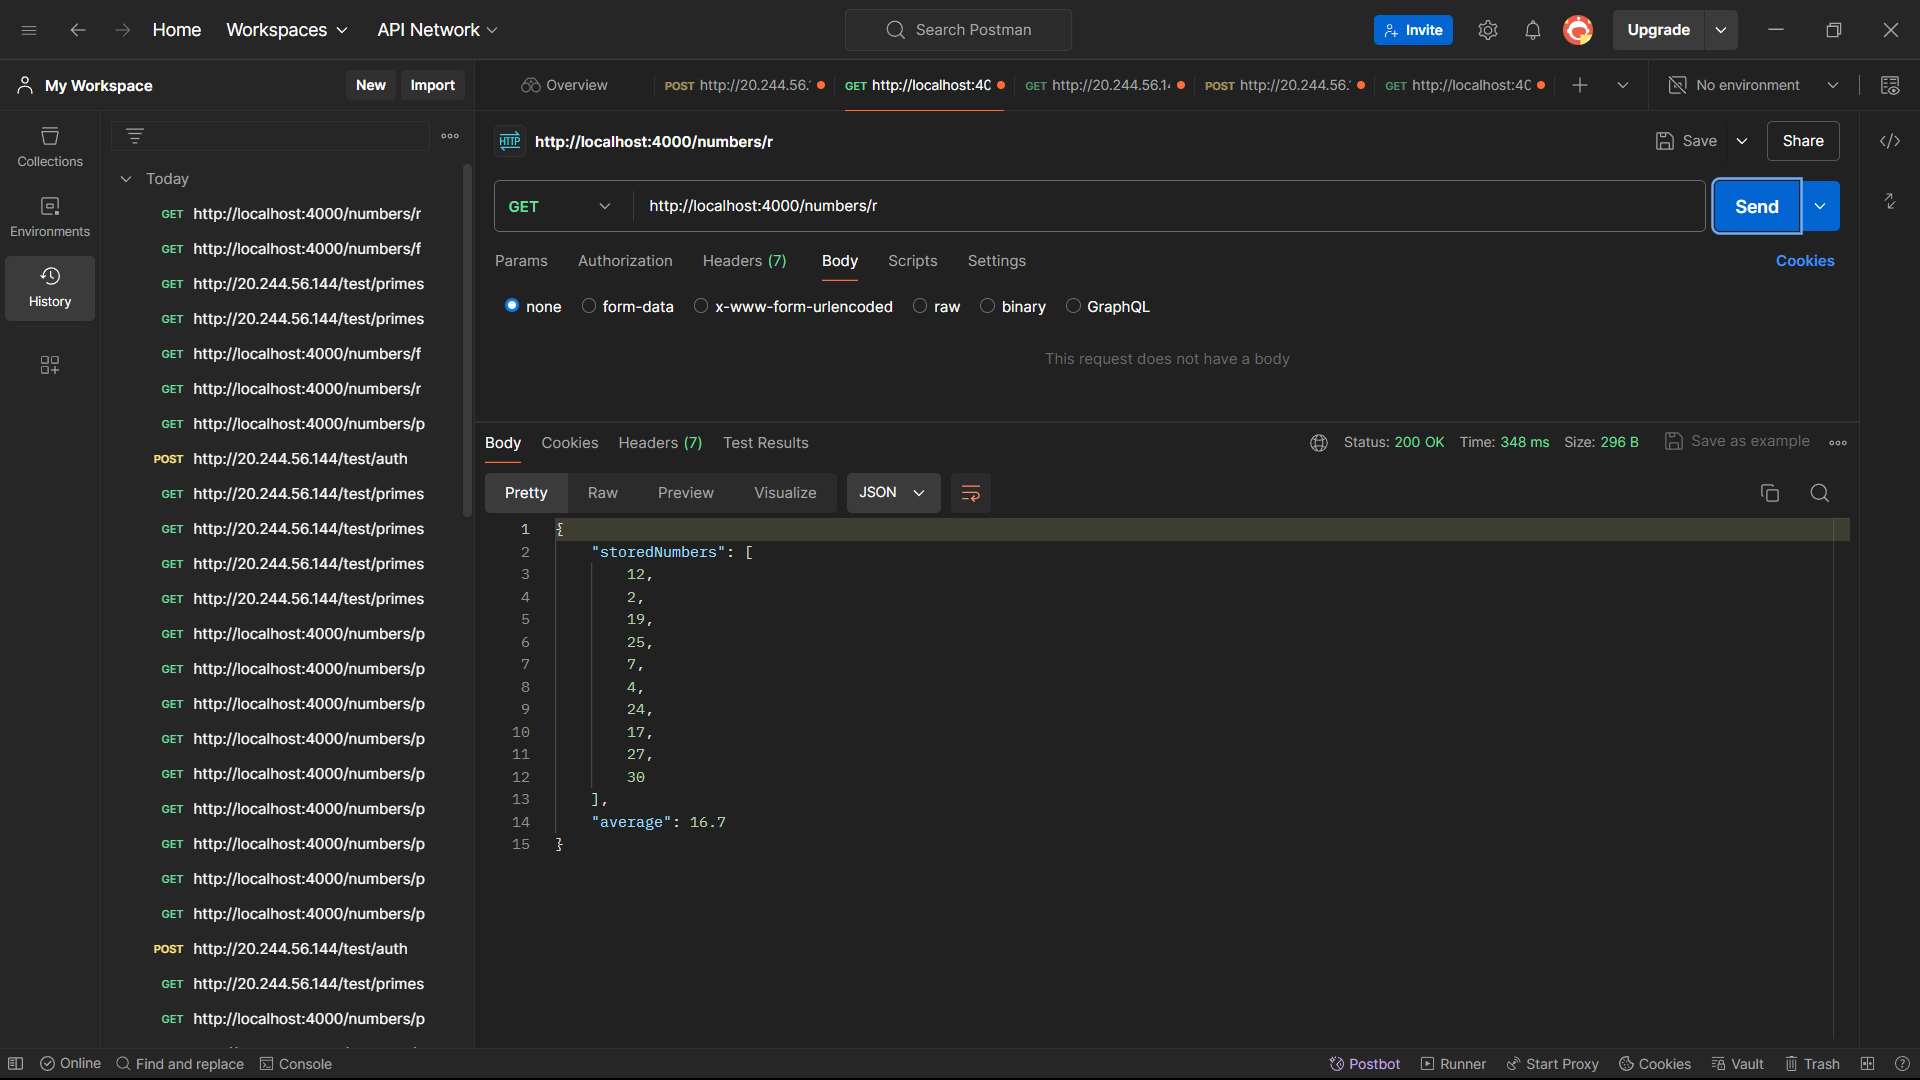 Home Workspaces API Network Search Postman Invite Upgrade
My Workspace New Import Overview POST http://20.244.56. GET http://localhost:40 GET http://20.244.56.14 POST http://20.244.56. GET http://localhost:40 No environment
Collections
Environments
History
Today
GET http://localhost:4000/numbers/r
GET http://localhost:4000/numbers/f
GET http://20.244.56.144/test/primes
GET http://20.244.56.144/test/primes
GET http://localhost:4000/numbers/f
GET http://localhost:4000/numbers/r
GET http://localhost:4000/numbers/p
POST http://20.244.56.144/test/auth
GET http://20.244.56.144/test/primes
GET http://20.244.56.144/test/primes
GET http://20.244.56.144/test/primes
GET http://20.244.56.144/test/primes
GET http://localhost:4000/numbers/p
GET http://localhost:4000/numbers/p
GET http://localhost:4000/numbers/p
GET http://localhost:4000/numbers/p
GET http://localhost:4000/numbers/p
GET http://localhost:4000/numbers/p
GET http://localhost:4000/numbers/p
GET http://localhost:4000/numbers/p
GET http://localhost:4000/numbers/p
POST http://20.244.56.144/test/auth
GET http://20.244.56.144/test/primes
GET http://localhost:4000/numbers/p
HTTP http://localhost:4000/numbers/r Save Share
GET http://localhost:4000/numbers/r Send
Params Authorization Headers (7) Body Scripts Settings Cookies
none form-data x-www-form-urlencoded raw binary GraphQL
This request does not have a body
Body Cookies Headers (7) Test Results Status: 200 OK Time: 348 ms Size: 296 B Save as example
Pretty Raw Preview Visualize JSON
1 {
2 "storedNumbers": [
3 12,
4 2,
5 19,
6 25,
7 7,
8 4,
9 24,
10 17,
11 27,
12 30
13 ],
14 "average": 16.7
15 }
Online Find and replace Console Postbot Runner Start Proxy Cookies Vault Trash